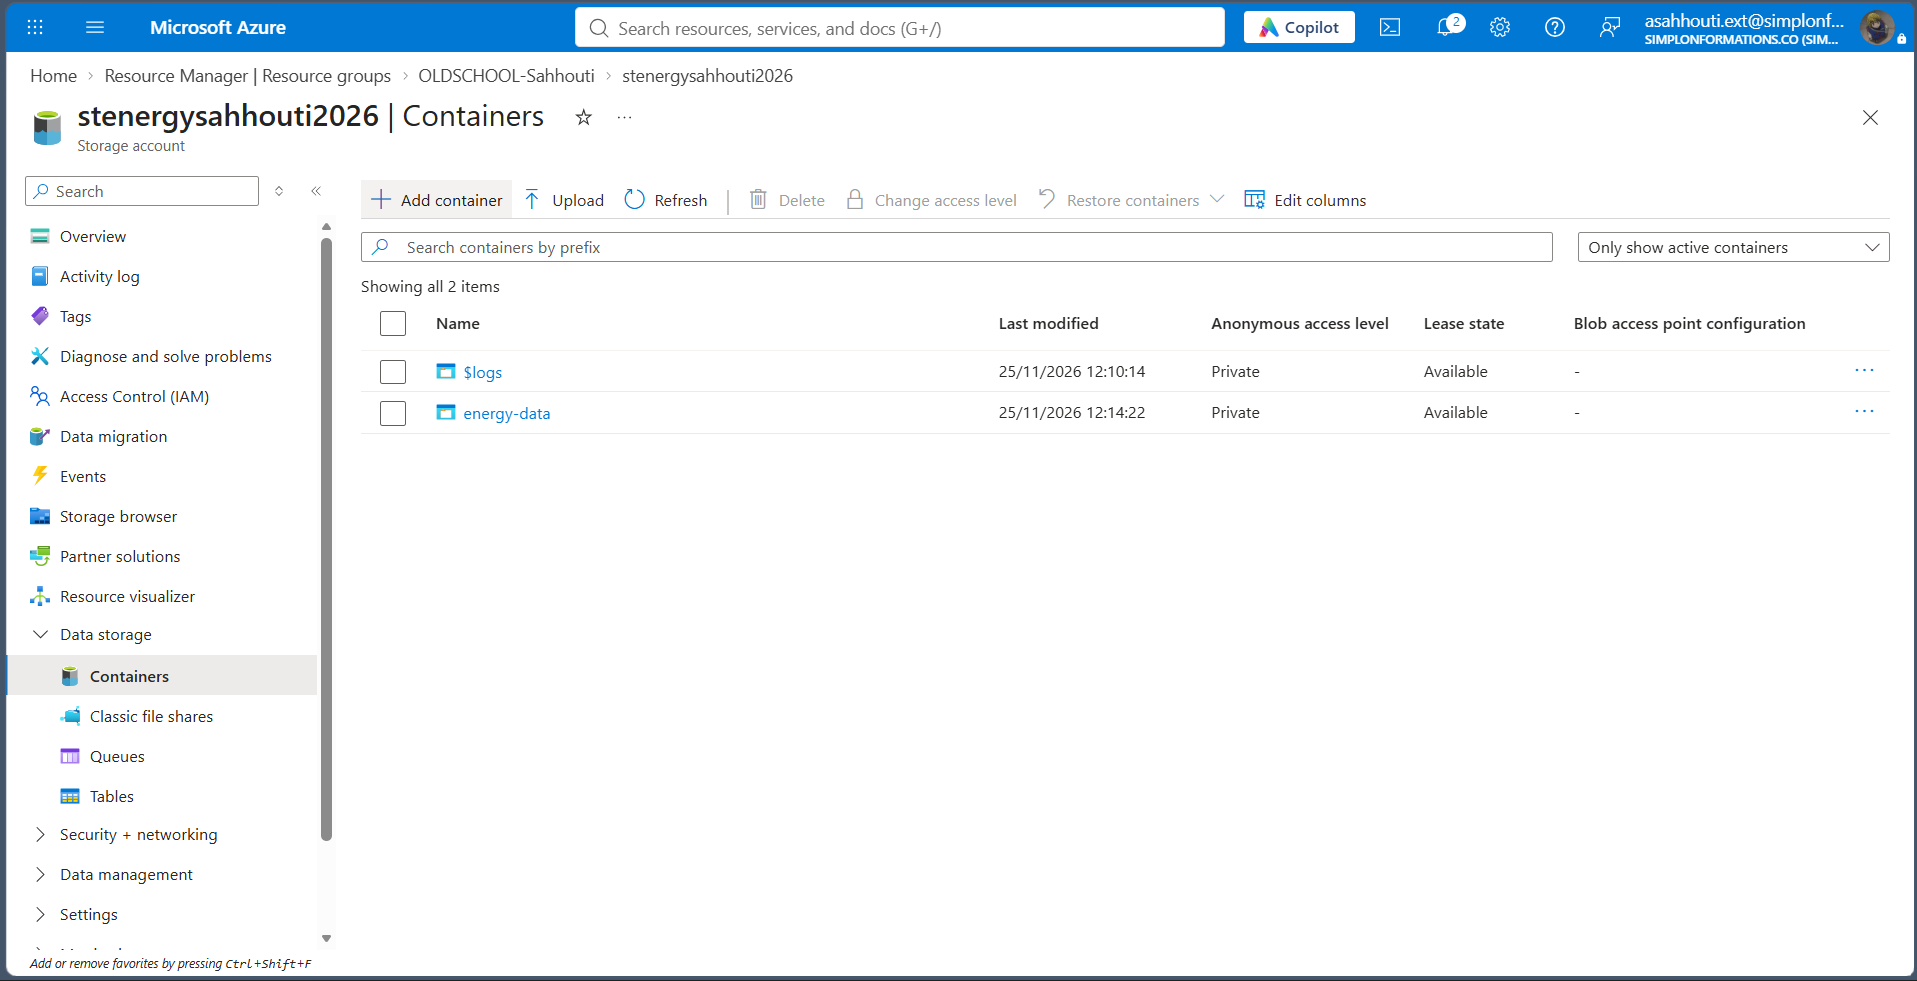 Microsoft Azure
Search resources, services, and docs (G+/)
Copilot
2
asahhouti.ext@simplonf...
SIMPLONFORMATIONS.CO (SIM...
Home > Resource Manager | Resource groups > OLDSCHOOL-Sahhouti > stenergysahhouti2026
stenergysahhouti2026 | Containers
Storage account
Search
Add container
Upload
Refresh
Delete
Change access level
Restore containers
Edit columns
Search containers by prefix
Only show active containers
Showing all 2 items
Name Last modified Anonymous access level Lease state Blob access point configuration
$logs 25/11/2026 12:10:14 Private Available -
energy-data 25/11/2026 12:14:22 Private Available -
Overview
Activity log
Tags
Diagnose and solve problems
Access Control (IAM)
Data migration
Events
Storage browser
Partner solutions
Resource visualizer
Data storage
Containers
Classic file shares
Queues
Tables
Security + networking
Data management
Settings
Add or remove favorites by pressing Ctrl+Shift+F